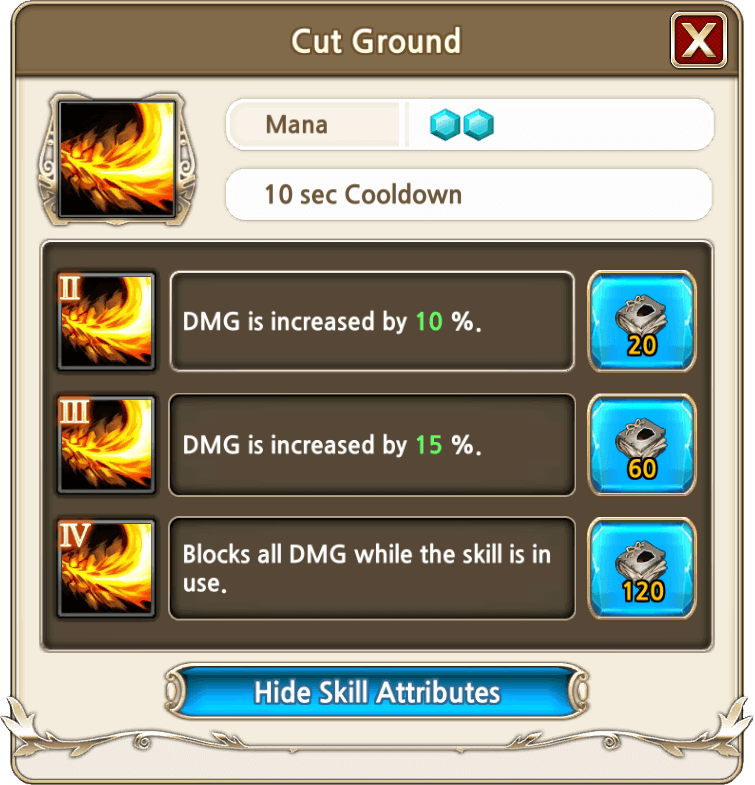 Cut Ground
X
Mana
10 sec Cooldown
II
DMG is increased by 10 %.
20
III
DMG is increased by 15 %.
60
IV
Blocks all DMG while the skill is in
use.
120
Hide Skill Attributes